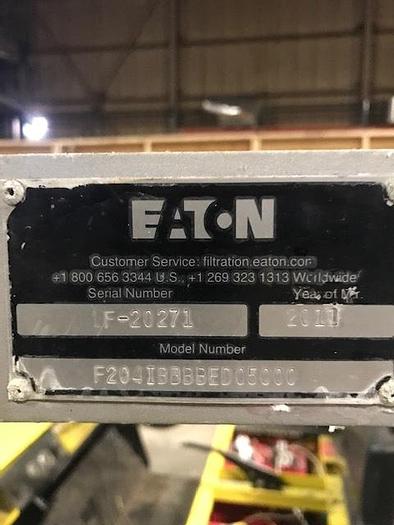 EATON
Customer Service: filtration.eaton.com
+1 800 656 3344 U.S., +1 269 323 1313 Worldwide
Serial Number Year of Mfr.
F204IBBBBED05000
Model Number